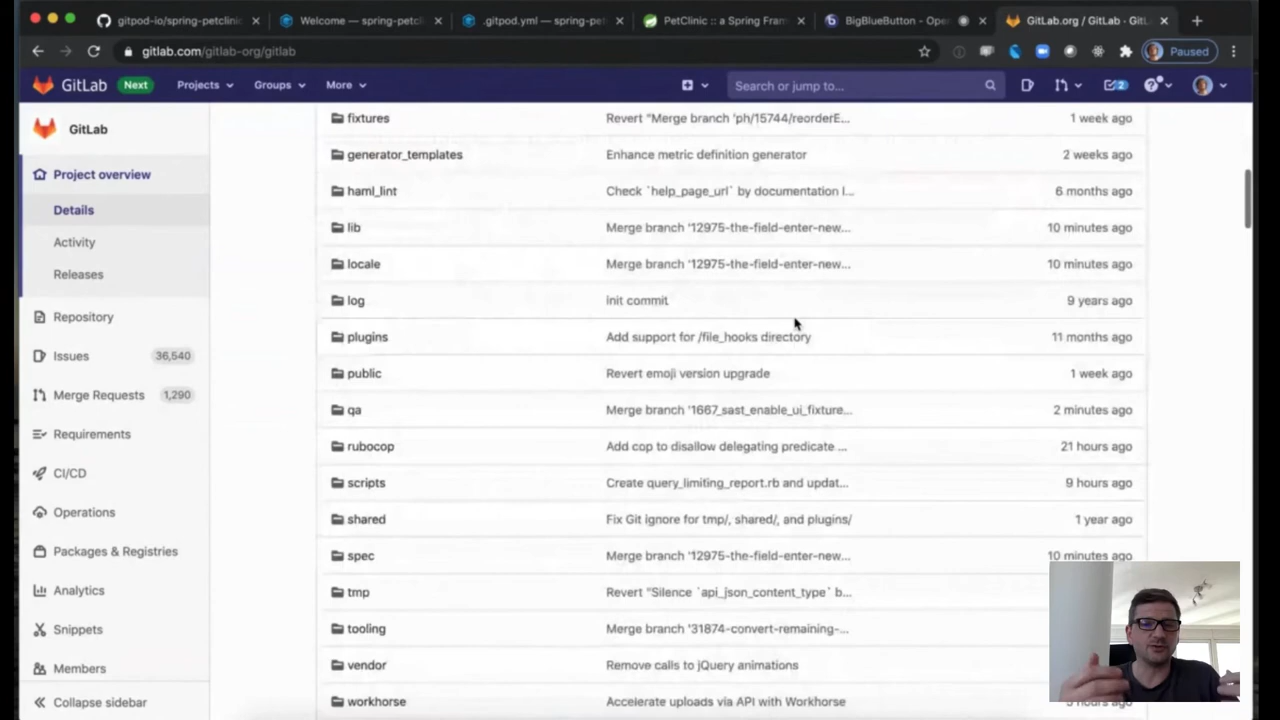 gitpod-io/spring-petclinic
Welcome — spring-petcl
.gitpod.yml — spring-pet
PetClinic :: a Spring Fram
BigBlueButton - Ope
GitLab.org / GitLab · GitL
gitlab.com/gitlab-org/gitlab
Paused
GitLab
Next
Projects
Groups
More
Search or jump to...
2
GitLab
Project overview
Details
Activity
Releases
Repository
Issues
36,540
Merge Requests
1,290
Requirements
CI/CD
Operations
Packages & Registries
Analytics
Snippets
Members
Collapse sidebar
fixtures Revert "Merge branch 'ph/15744/reorderE... 1 week ago
generator_templates Enhance metric definition generator 2 weeks ago
haml_lint Check `help_page_url` by documentation l... 6 months ago
lib Merge branch '12975-the-field-enter-new... 10 minutes ago
locale Merge branch '12975-the-field-enter-new... 10 minutes ago
log init commit 9 years ago
plugins Add support for /file_hooks directory 11 months ago
public Revert emoji version upgrade 1 week ago
qa Merge branch '1667_sast_enable_ui_fixture... 2 minutes ago
rubocop Add cop to disallow delegating predicate ... 21 hours ago
scripts Create query_limiting_report.rb and updat... 9 hours ago
shared Fix Git ignore for tmp/, shared/, and plugins/ 1 year ago
spec Merge branch '12975-the-field-enter-new... 10 minutes ago
tmp Revert "Silence `api_json_content_type` b...
tooling Merge branch '31874-convert-remaining-...
vendor Remove calls to jQuery animations
workhorse Accelerate uploads via API with Workhorse hours ago